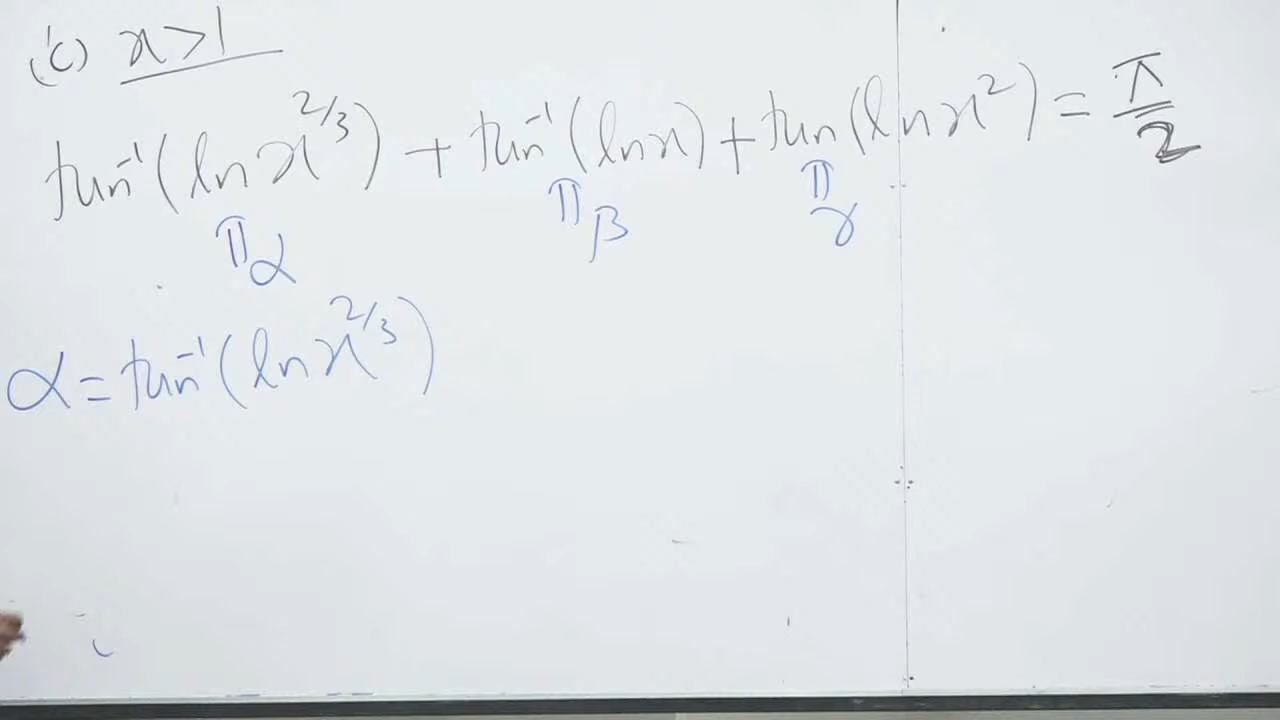 (c) x>1
tan⁻¹(ln x^2/3) + tan⁻¹(ln x) + tan(ln x²) = π/2
α β γ
α = tan⁻¹(ln x^2/3)